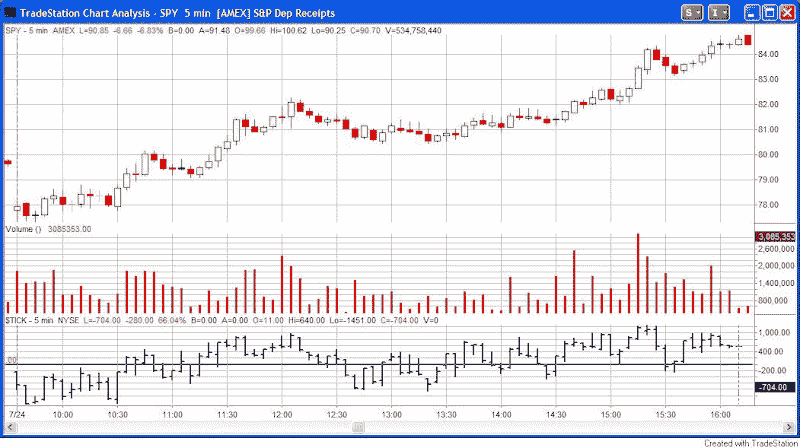 TradeStation Chart Analysis - SPY 5 min [AMEX] S&P Dep Receipts
S
I
SPY - 5 min AMEX L=90.85 -6.66 -6.83% B=0.00 A=91.48 O=99.66 Hi=100.62 Lo=90.25 C=90.70 V=534,758,440
84.00
83.00
82.00
81.00
80.00
79.00
78.00
Volume () 3085353.00
3,085,353
2,600,000
2,000,000
1,400,000
800,000
$TICK - 5 min NYSE L=-704.00 -280.00 66.04% B=0.00 A=0.00 O=11.00 Hi=640.00 Lo=-1451.00 C=-704.00 V=0
1,000.00
400.00
-200.00
-704.00
7/24 10:00 10:30 11:00 11:30 12:00 12:30 13:00 13:30 14:00 14:30 15:00 15:30 16:00
Created with TradeStation